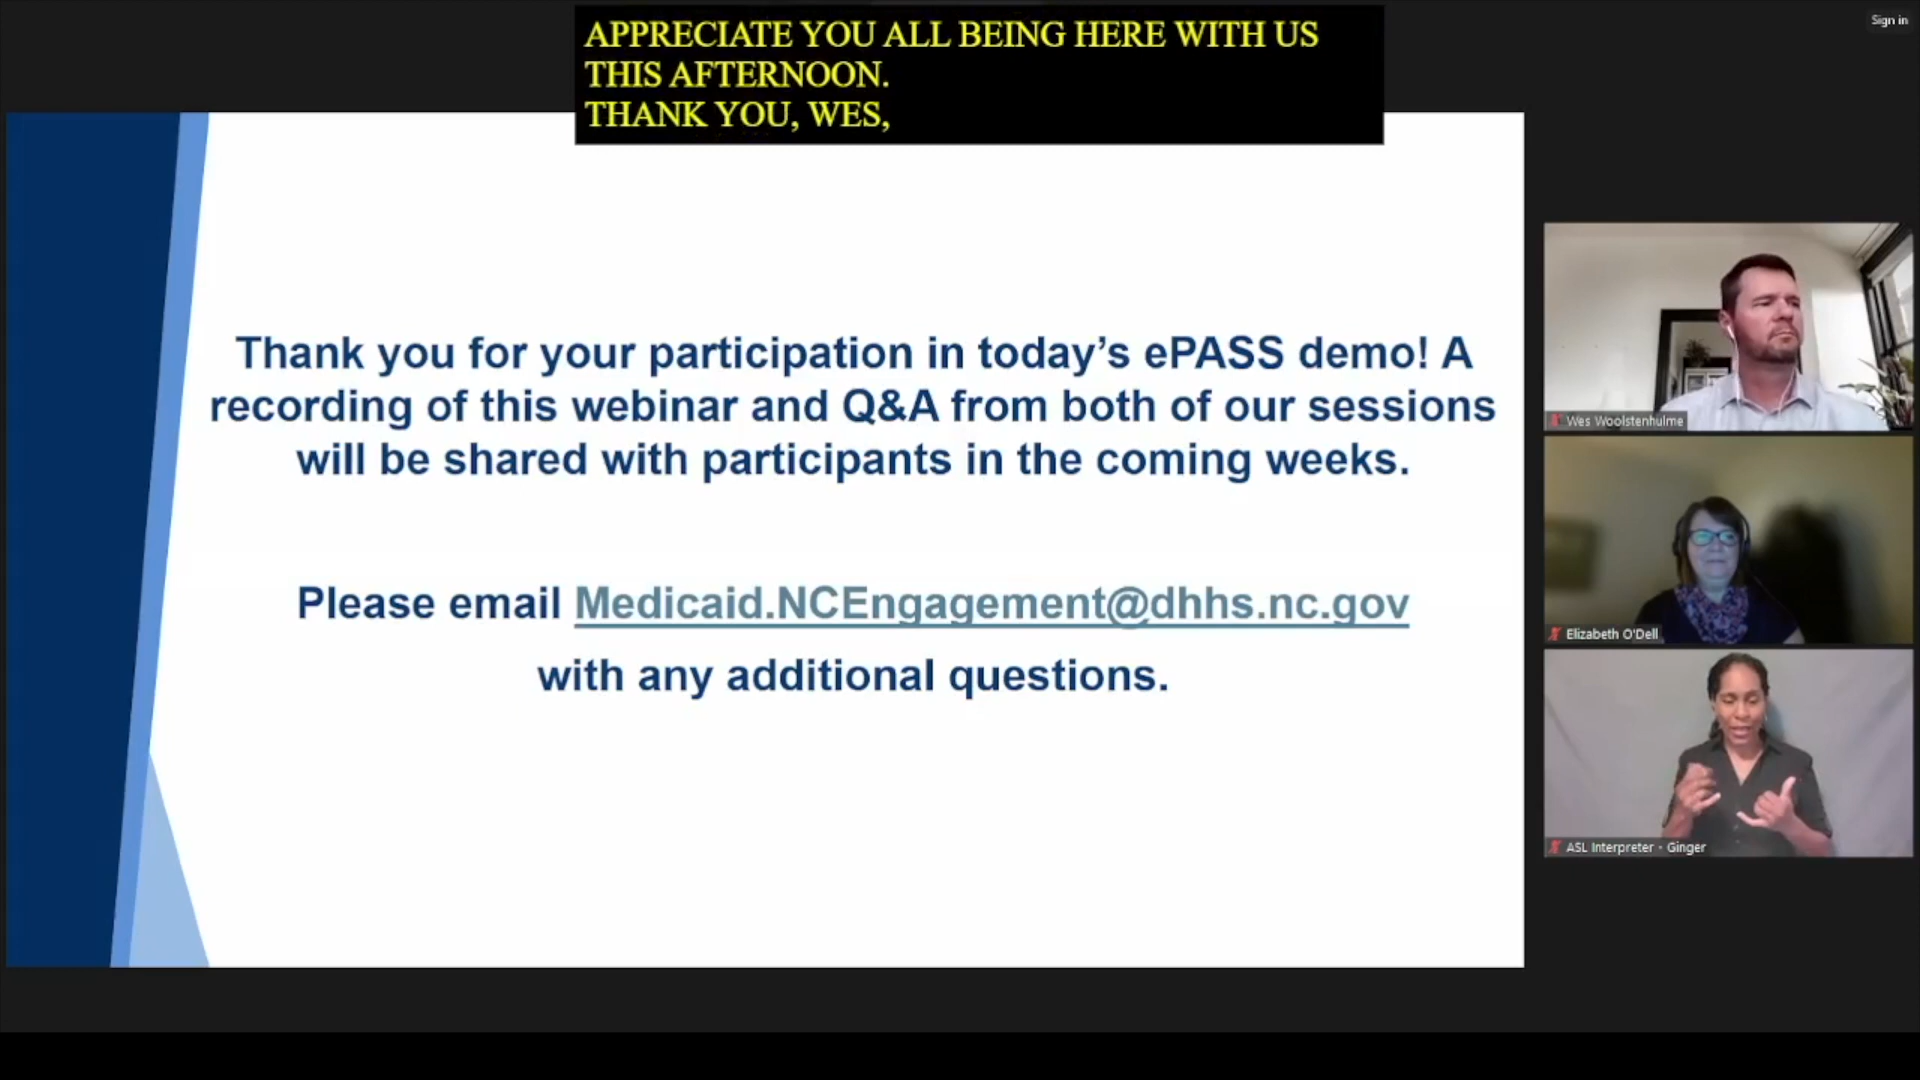 Sign in
APPRECIATE YOU ALL BEING HERE WITH US
THIS AFTERNOON.
THANK YOU, WES,
Thank you for your participation in today’s ePASS demo! A
recording of this webinar and Q&A from both of our sessions
will be shared with participants in the coming weeks.
Please email Medicaid.NCEngagement@dhhs.nc.gov
with any additional questions.
Wes Woolstenhulme
Elizabeth O'Dell
ASL Interpreter - Ginger